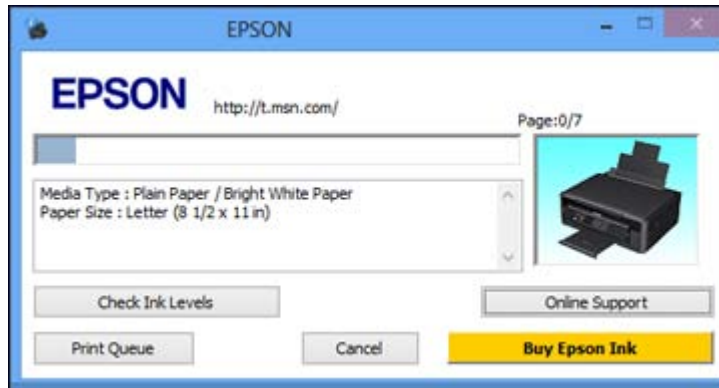 EPSON
EPSON http://t.msn.com/
Page:0/7
Media Type : Plain Paper / Bright White Paper
Paper Size : Letter (8 1/2 x 11 in)
Check Ink Levels
Online Support
Print Queue
Cancel
Buy Epson Ink